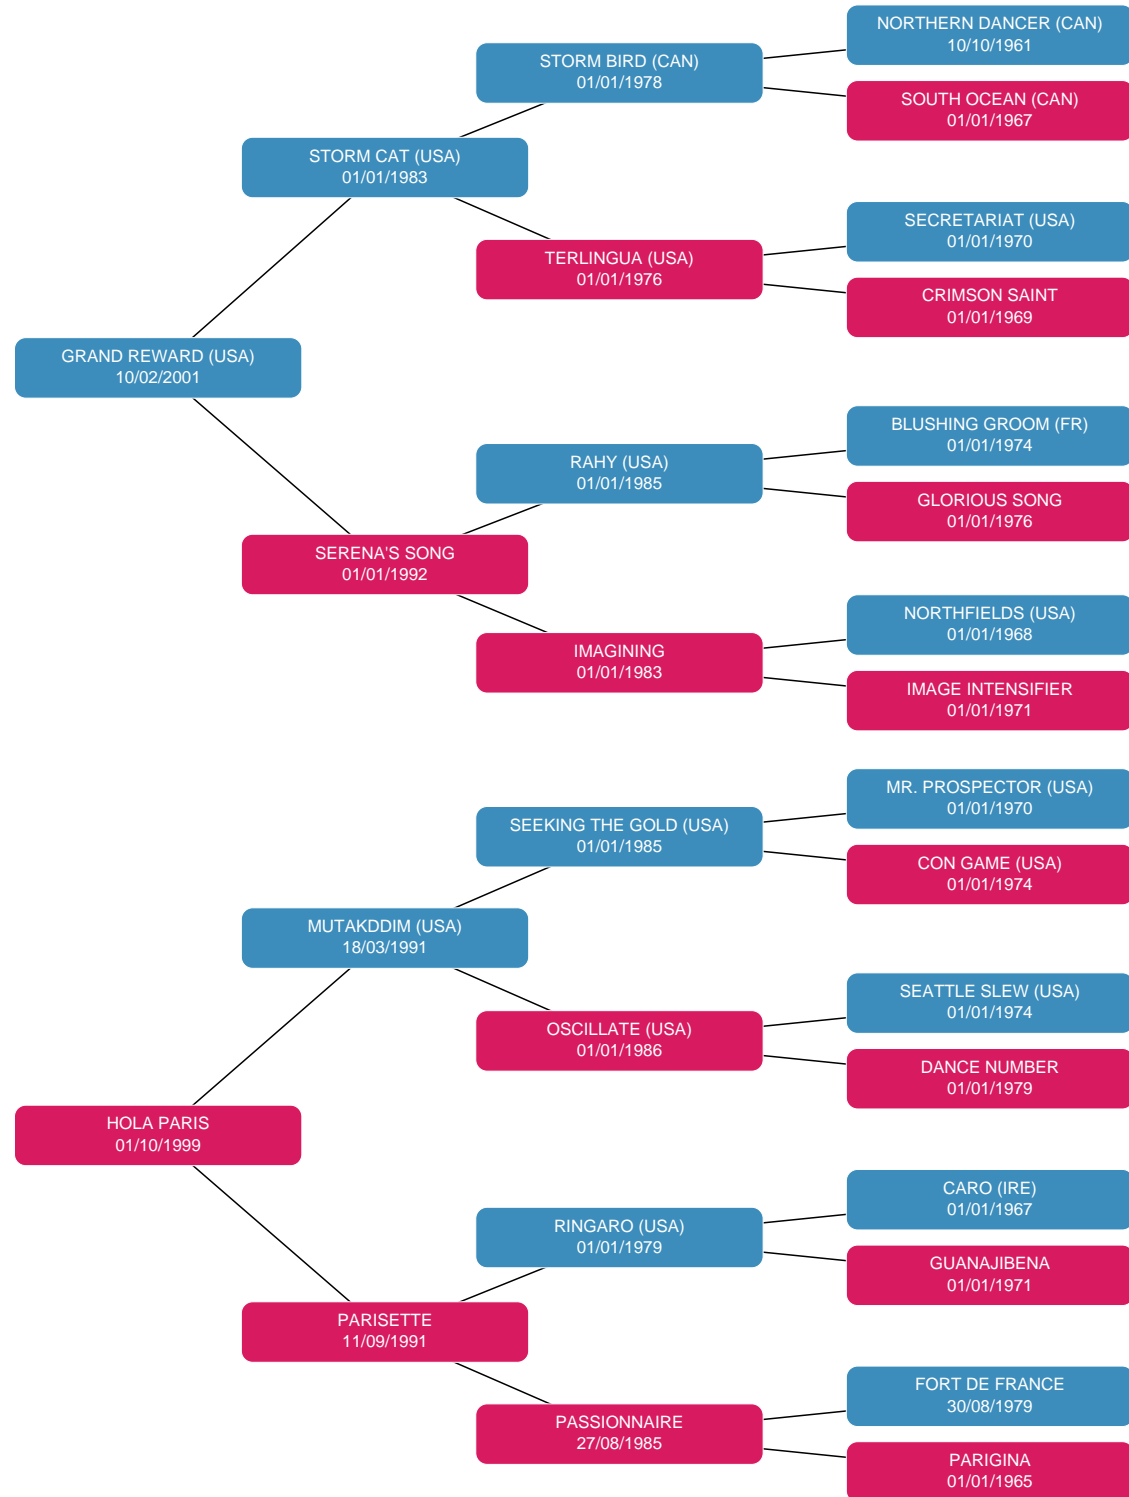 NORTHERN DANCER (CAN)
10/10/1961
STORM BIRD (CAN)
01/01/1978
SOUTH OCEAN (CAN)
01/01/1967
STORM CAT (USA)
01/01/1983
SECRETARIAT (USA)
01/01/1970
TERLINGUA (USA)
01/01/1976
CRIMSON SAINT
01/01/1969
GRAND REWARD (USA)
10/02/2001
BLUSHING GROOM (FR)
01/01/1974
RAHY (USA)
01/01/1985
GLORIOUS SONG
01/01/1976
SERENA'S SONG
01/01/1992
NORTHFIELDS (USA)
01/01/1968
IMAGINING
01/01/1983
IMAGE INTENSIFIER
01/01/1971
MR. PROSPECTOR (USA)
01/01/1970
SEEKING THE GOLD (USA)
01/01/1985
CON GAME (USA)
01/01/1974
MUTAKDDIM (USA)
18/03/1991
SEATTLE SLEW (USA)
01/01/1974
OSCILLATE (USA)
01/01/1986
DANCE NUMBER
01/01/1979
HOLA PARIS
01/10/1999
CARO (IRE)
01/01/1967
RINGARO (USA)
01/01/1979
GUANAJIBENA
01/01/1971
PARISETTE
11/09/1991
FORT DE FRANCE
30/08/1979
PASSIONNAIRE
27/08/1985
PARIGINA
01/01/1965